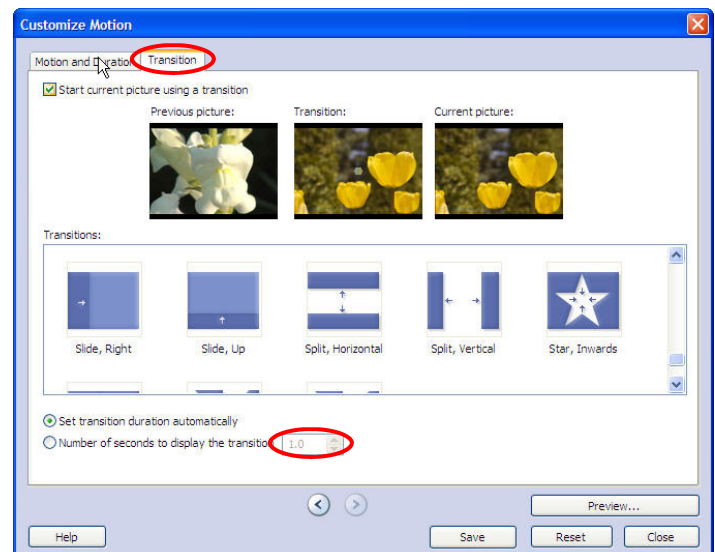 Customize Motion
Motion and Duration Transition
Start current picture using a transition
Previous picture: Transition: Current picture:
Transitions:
Slide, Right Slide, Up Split, Horizontal Split, Vertical Star, Inwards
Set transition duration automatically
Number of seconds to display the transition 1.0
Preview...
Help Save Reset Close